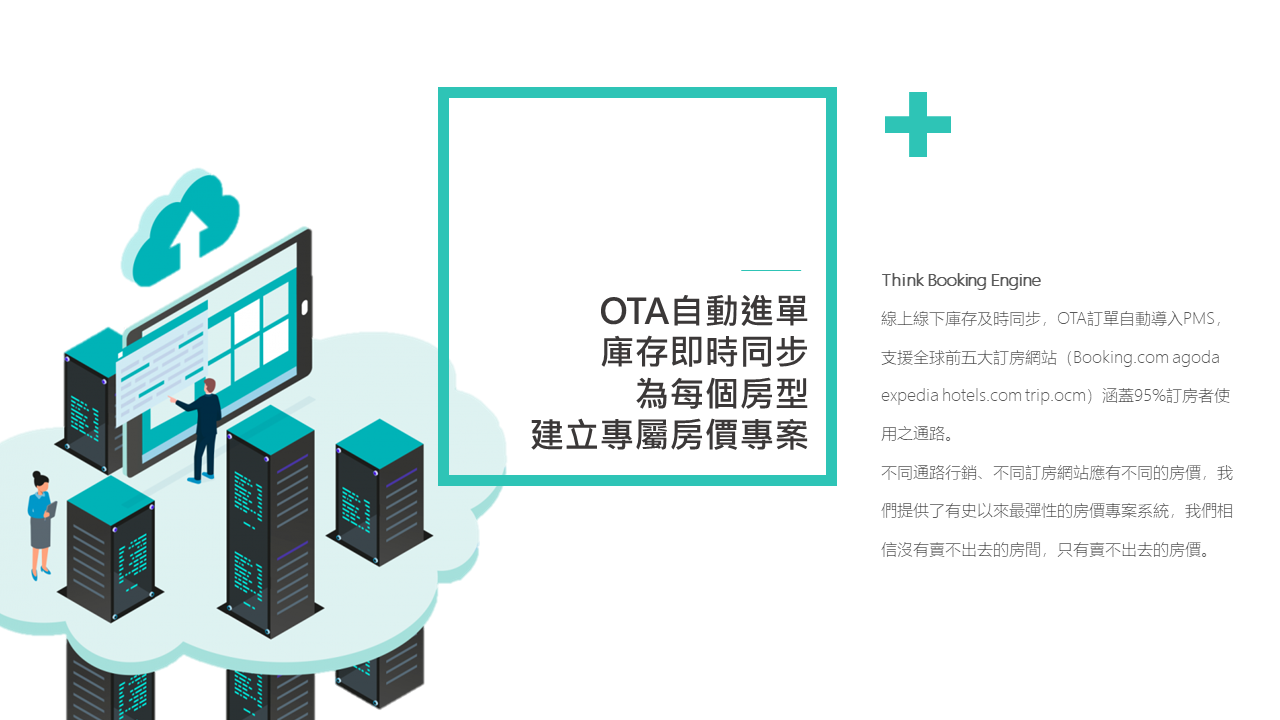 OTA自動進單
庫存即時同步
為每個房型
建立專屬房價專案
Think Booking Engine
線上線下庫存及時同步，OTA訂單自動導入PMS，
支援全球前五大訂房網站（Booking.com agoda
expedia hotels.com trip.ocm）涵蓋95%訂房者使
用之通路。
不同通路行銷、不同訂房網站應有不同的房價，我
們提供了有史以來最彈性的房價專案系統，我們相
信沒有賣不出去的房間，只有賣不出去的房價。